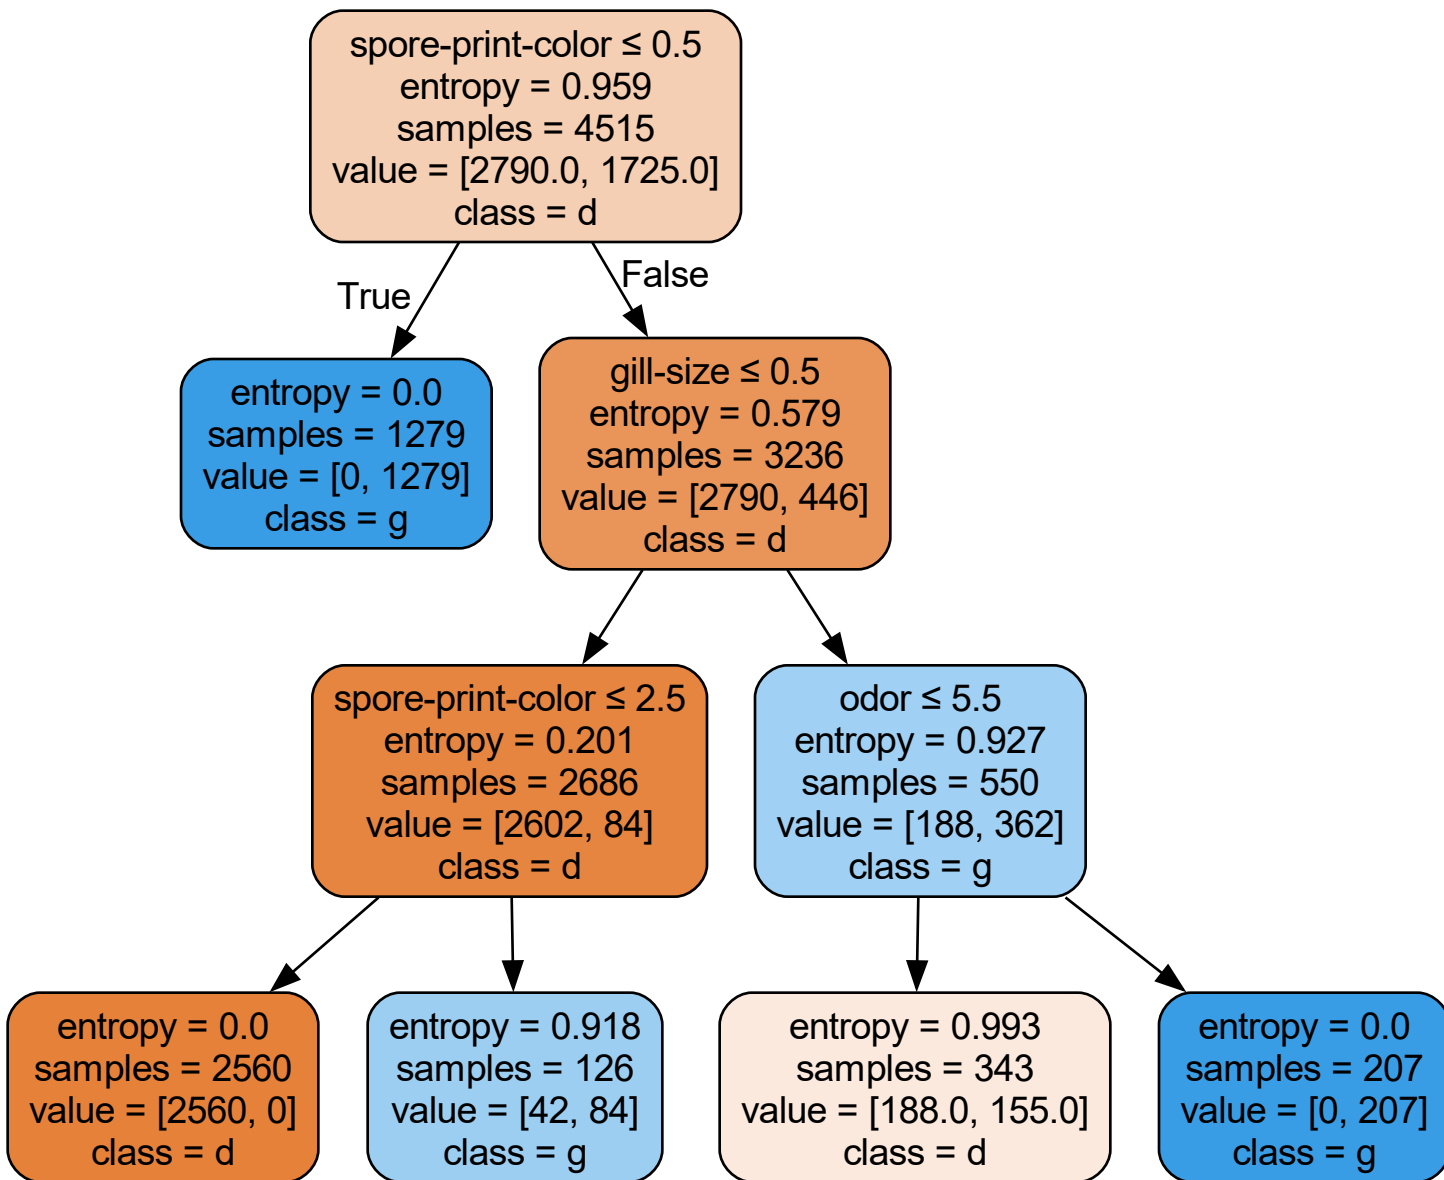 spore-print-color ≤ 0.5
entropy = 0.959
samples = 4515
value = [2790.0, 1725.0]
class = d
True
False
entropy = 0.0
samples = 1279
value = [0, 1279]
class = g
gill-size ≤ 0.5
entropy = 0.579
samples = 3236
value = [2790, 446]
class = d
spore-print-color ≤ 2.5
entropy = 0.201
samples = 2686
value = [2602, 84]
class = d
odor ≤ 5.5
entropy = 0.927
samples = 550
value = [188, 362]
class = g
entropy = 0.0
samples = 2560
value = [2560, 0]
class = d
entropy = 0.918
samples = 126
value = [42, 84]
class = g
entropy = 0.993
samples = 343
value = [188.0, 155.0]
class = d
entropy = 0.0
samples = 207
value = [0, 207]
class = g